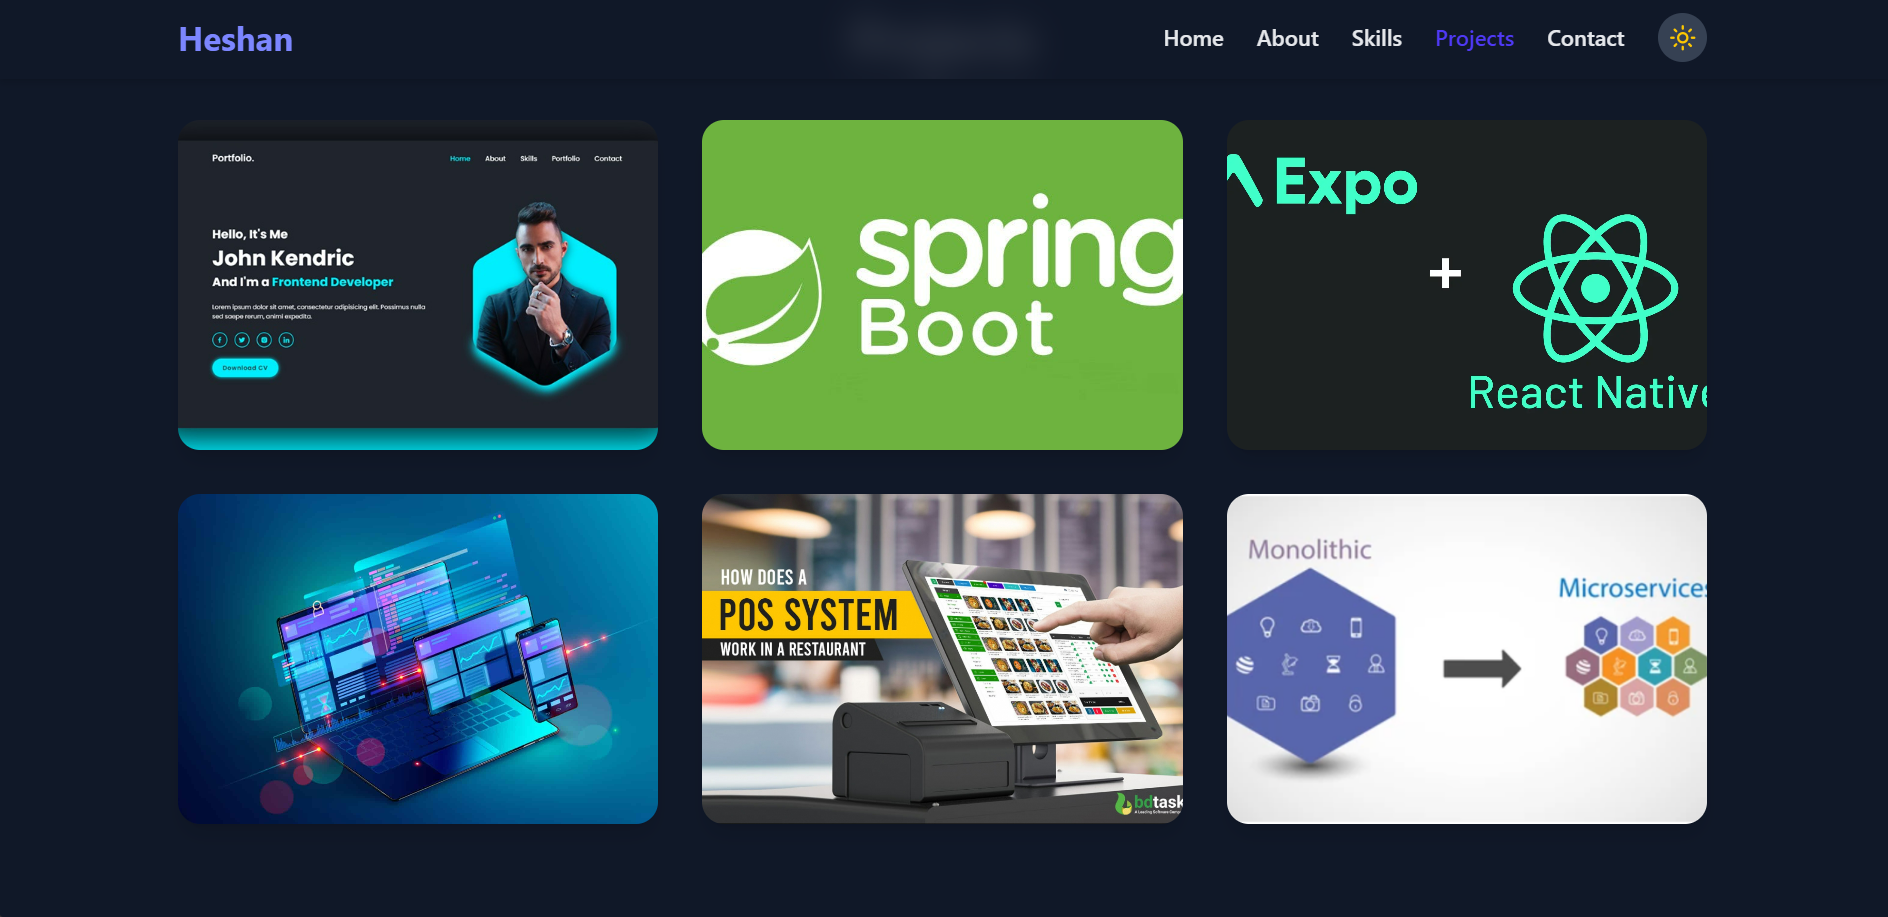 Heshan
Home About Skills Projects Contact
Portfolio.
Home About Skills Portfolio Contact
Hello, It's Me
John Kendric
And I'm a Frontend Developer
Lorem ipsum dolor sit amet, consectetur adipisicing elit. Possimus nulla
sed saepe rerum, animi expedita.
Download CV
spring
Boot
Expo
+
React Native
HOW DOES A
POS SYSTEM
WORK IN A RESTAURANT
bdtask
Monolithic
Microservices